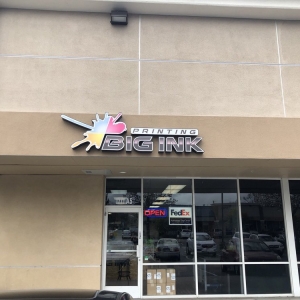 PRINTING
BIG INK
OPEN
FedEx